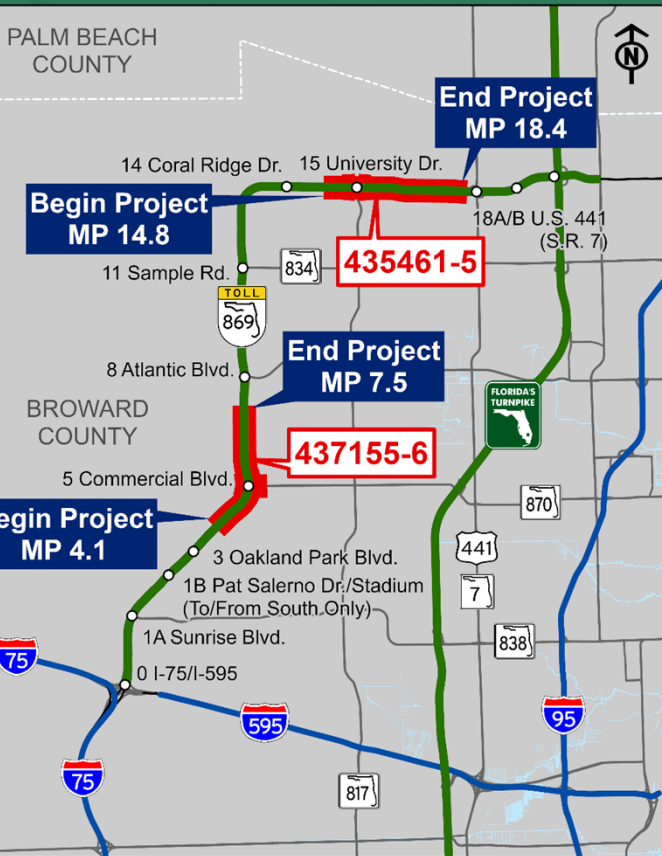 PALM BEACH
COUNTY
N
End Project
MP 18.4
14 Coral Ridge Dr.
15 University Dr.
Begin Project
MP 14.8
18A/B U.S. 441
(S.R. 7)
435461-5
11 Sample Rd.
834
TOLL
869
End Project
MP 7.5
8 Atlantic Blvd.
FLORIDA'S
TURNPIKE
BROWARD
COUNTY
437155-6
5 Commercial Blvd.
870
egin Project
MP 4.1
441
3 Oakland Park Blvd.
1B Pat Salerno Dr./Stadium
(To/From South Only)
7
1A Sunrise Blvd.
838
75
0 I-75/I-595
595
95
75
817